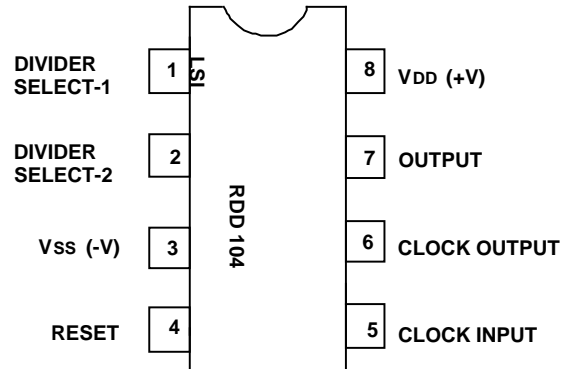 DIVIDER
SELECT-1
1
LSI
8
VDD (+V)
DIVIDER
SELECT-2
2
7
OUTPUT
RDD 104
VSS (-V)
3
6
CLOCK OUTPUT
RESET
4
5
CLOCK INPUT